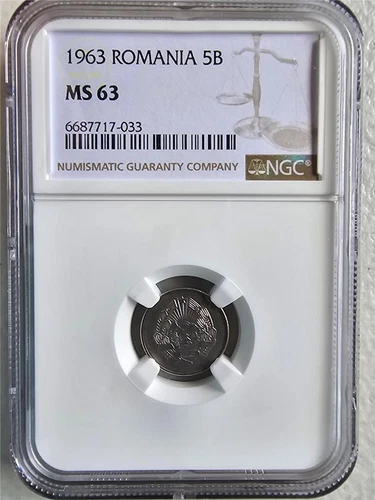 1963 ROMANIA 5B
MS 63
6687717-033
NUMISMATIC GUARANTY COMPANY NGC®